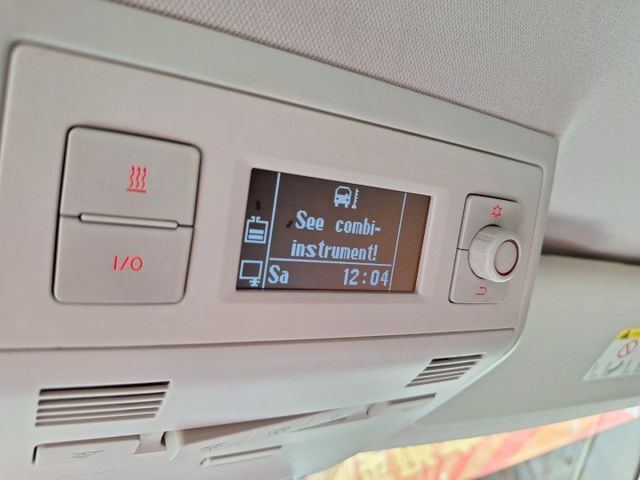 I/O
See combi-
instrument!
Sa 12:04